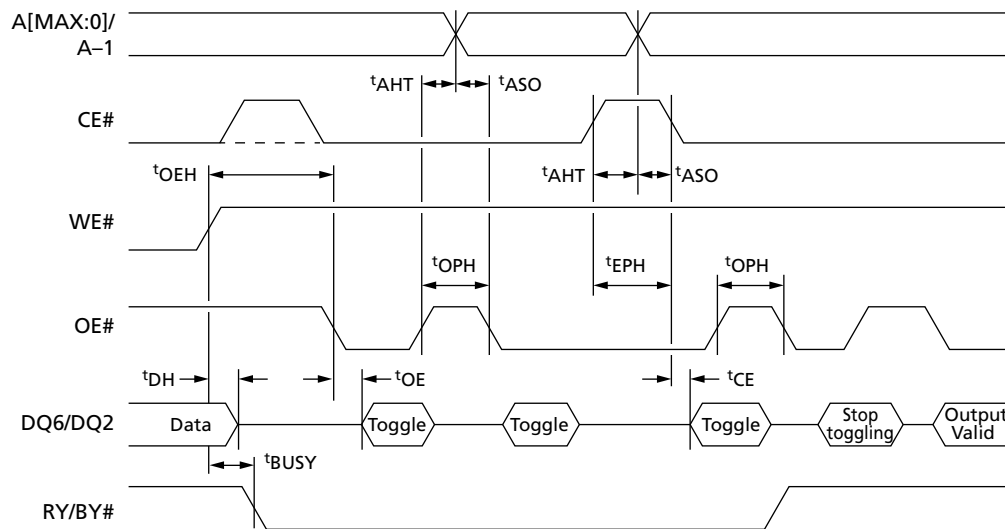 A[MAX:0]/
A–1
tAHT
tASO
CE#
tOEH
tAHT
tASO
WE#
tOPH
tEPH
tOPH
OE#
tDH
tOE
tCE
DQ6/DQ2
Data
Toggle
Toggle
Toggle
Stop
toggling
Output
Valid
tBUSY
RY/BY#